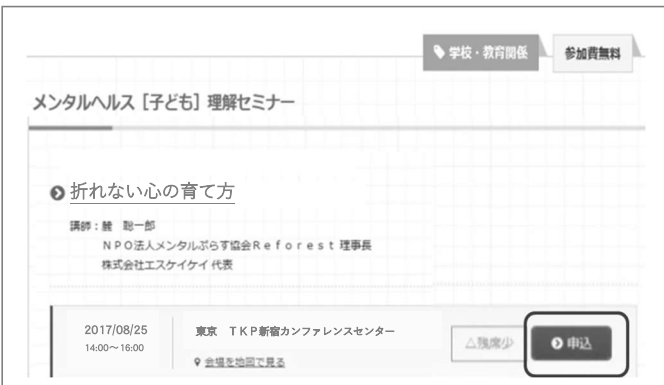 学校・教育関係
参加費無料
メンタルヘルス［子ども］理解セミナー
折れない心の育て方
講師：麓　聡一郎
ＮＰＯ法人メンタルぷらす協会Ｒｅｆｏｒｅｓｔ 理事長
株式会社エスケイケイ 代表
2017/08/25
東京　ＴＫＰ新宿カンファレンスセンター
14:00～16:00
△残席少
申込
会場を地図で見る